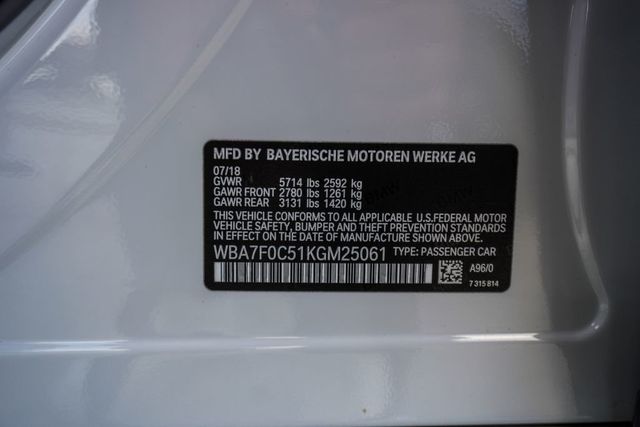 MFD BY BAYERISCHE MOTOREN WERKE AG
07/18
GVWR 5714 lbs 2592 kg
GAWR FRONT 2780 lbs 1261 kg
GAWR REAR 3131 lbs 1420 kg
THIS VEHICLE CONFORMS TO ALL APPLICABLE U.S.FEDERAL MOTOR
VEHICLE SAFETY, BUMPER, AND THEFT PREVENTION STANDARDS
IN EFFECT ON THE DATE OF MANUFACTURE SHOWN ABOVE.
WBA7F0C51KGM25061 TYPE: PASSENGER CAR
A96/0
7 315 814